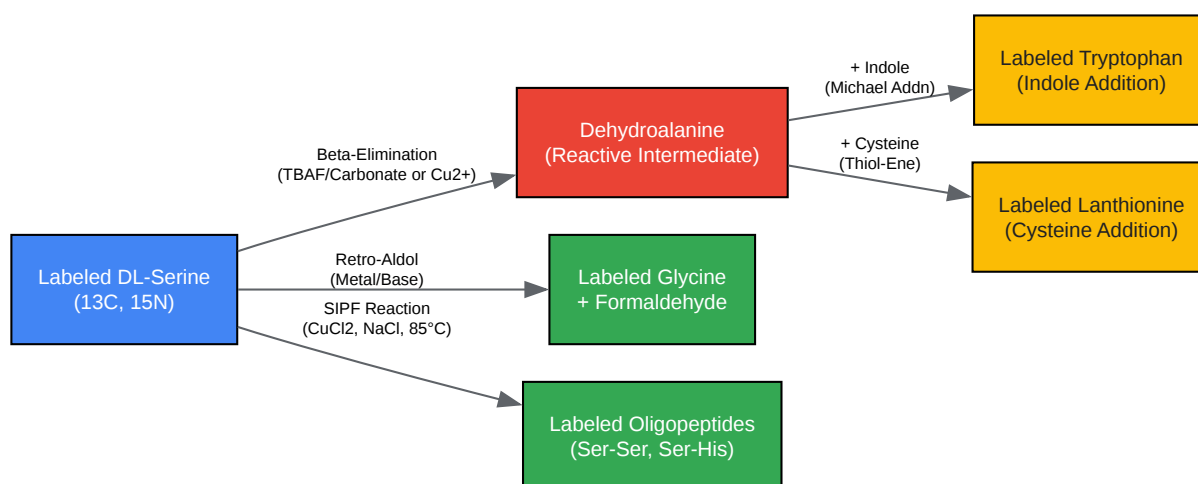 Labeled DL-Serine
(13C, 15N)
Beta-Elimination
(TBAF/Carbonate or Cu2+)
Dehydroalanine
(Reactive Intermediate)
+ Indole
(Michael Addn)
Labeled Tryptophan
(Indole Addition)
+ Cysteine
(Thiol-Ene)
Labeled Lanthionine
(Cysteine Addition)
Retro-Aldol
(Metal/Base)
Labeled Glycine
+ Formaldehyde
SIPF Reaction
(CuCl2, NaCl, 85°C)
Labeled Oligopeptides
(Ser-Ser, Ser-His)